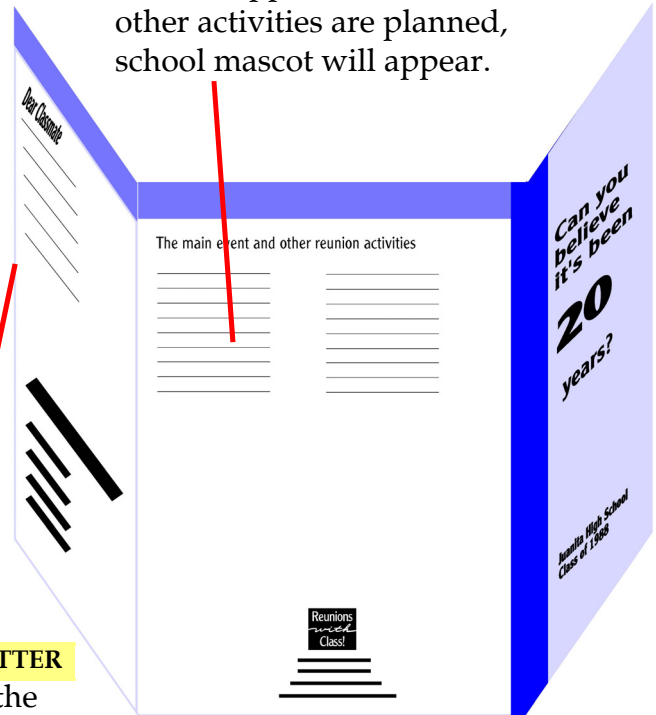 other activities are planned,
school mascot will appear.
Dear Classmate
The main event and other reunion activities
Can you
believe
it's been
20
years?
Juanita High School
Class of 1988
Reunions
with
Class!
TTER
the